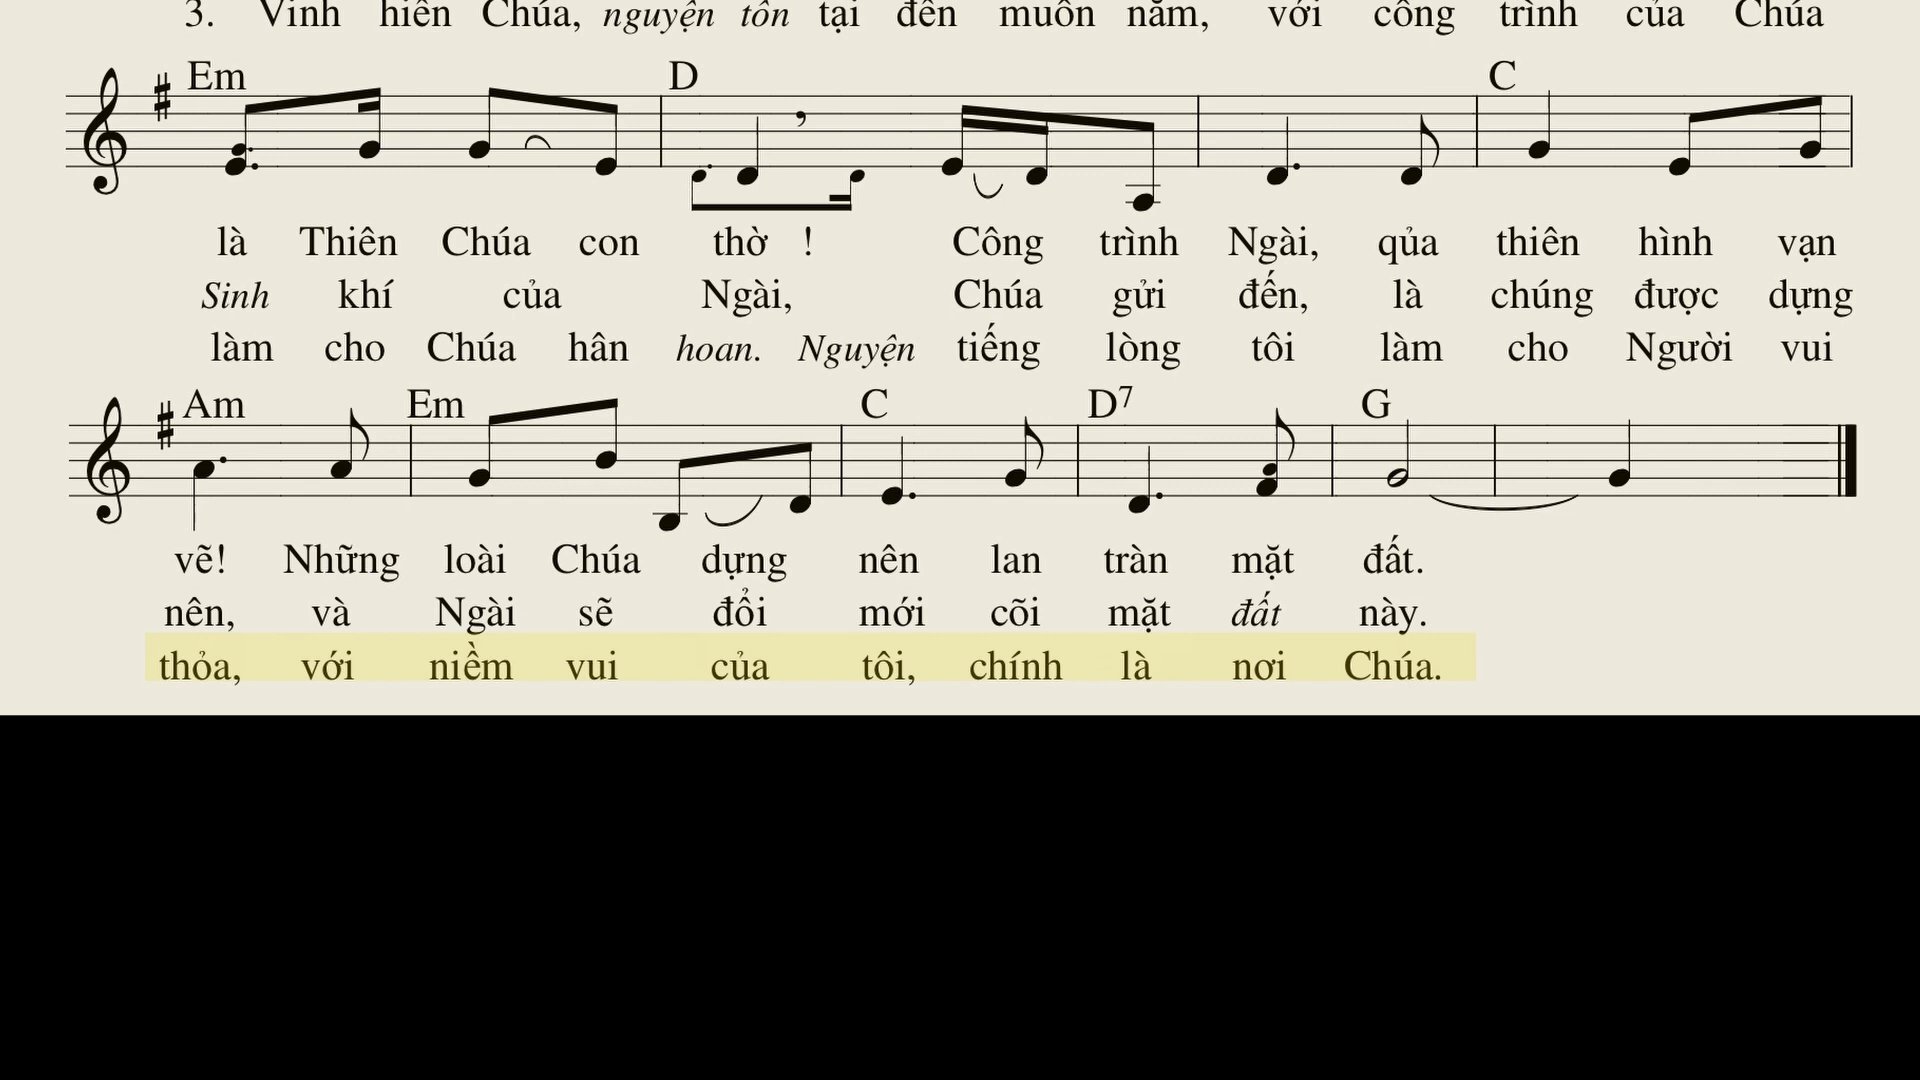 3. Vinh hiển Chúa, nguyện tồn tại đến muôn năm, với công trình của Chúa
Em D C
là Thiên Chúa con thờ ! Công trình Ngài, qủa thiên hình vạn
Sinh khí của Ngài, Chúa gửi đến, là chúng được dựng
làm cho Chúa hân hoan. Nguyện tiếng lòng tôi làm cho Người vui
Am Em C D7 G
vẽ! Những loài Chúa dựng nên lan tràn mặt đất.
nên, và Ngài sẽ đổi mới cõi mặt đất này.
thỏa, với niềm vui của tôi, chính là nơi Chúa.